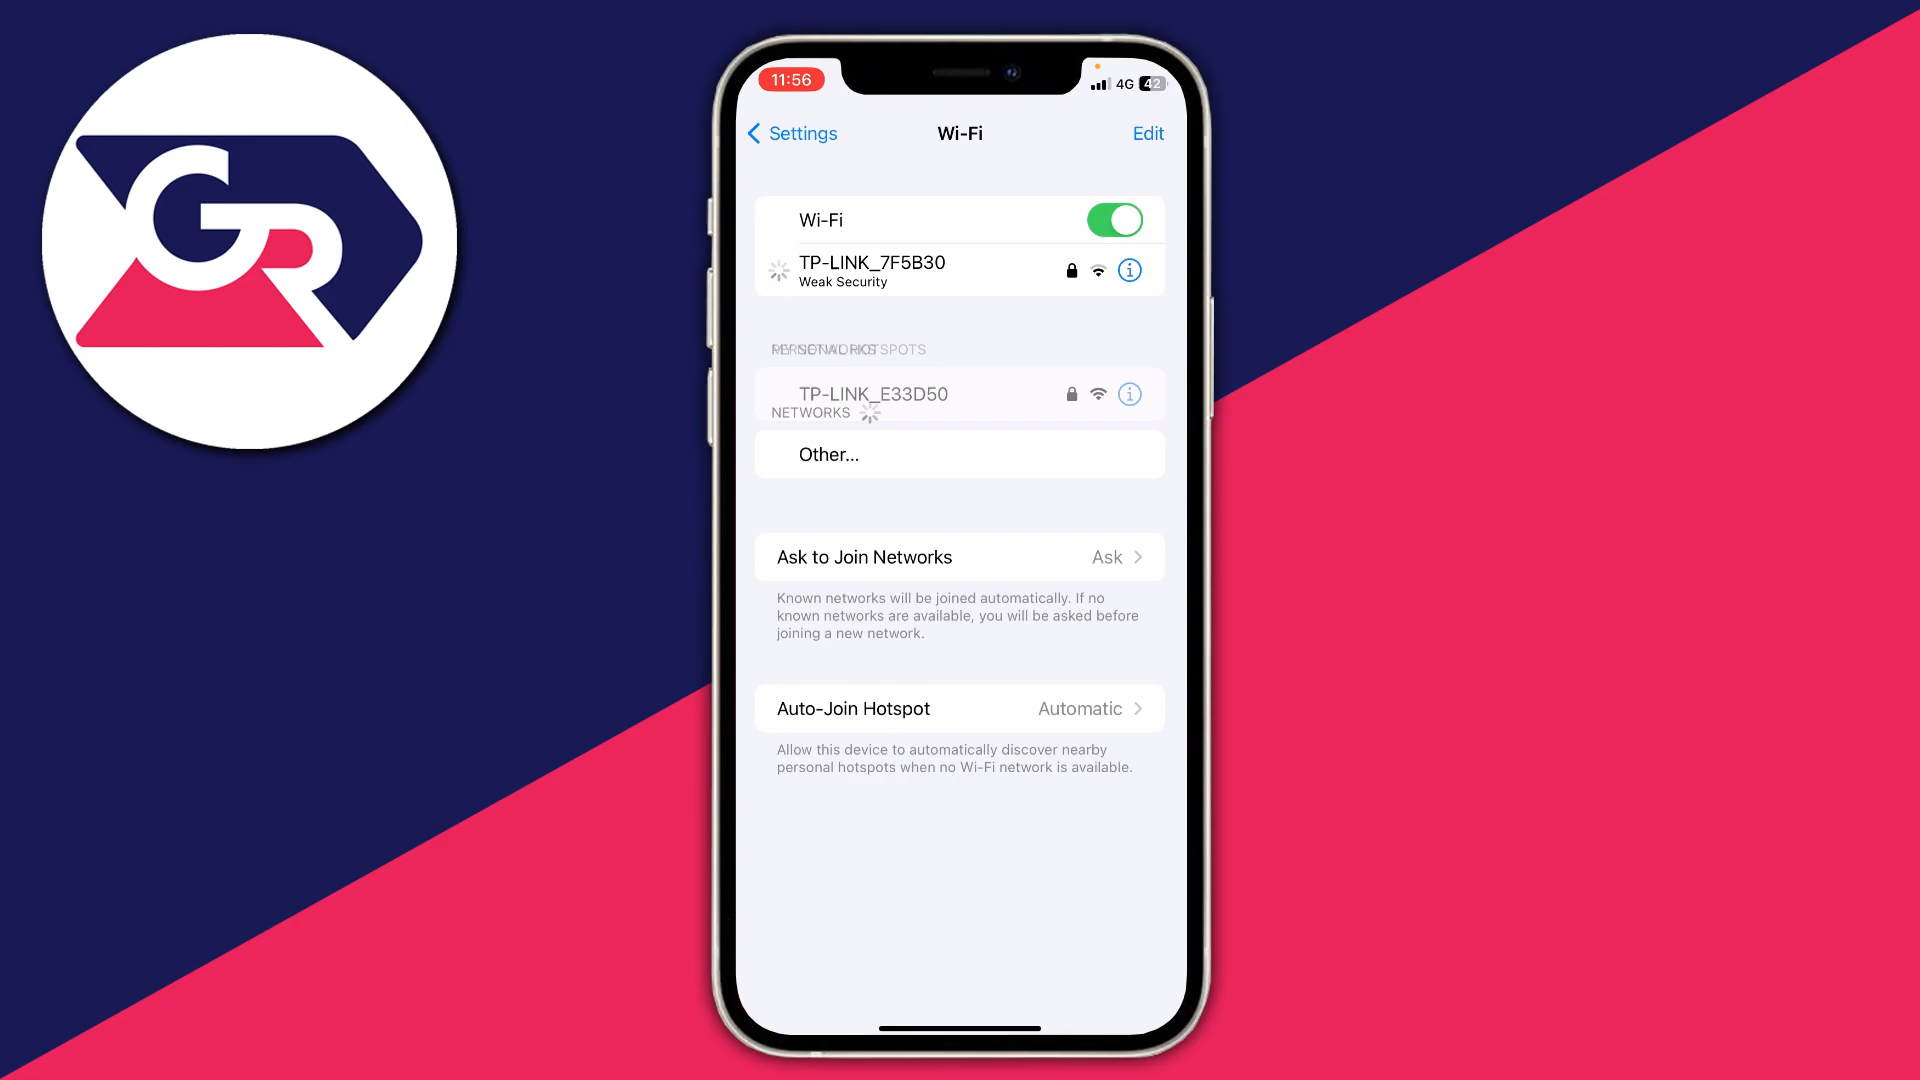 GR
11:56
4G 42
Settings
Wi-Fi
Edit
Wi-Fi
TP-LINK_7F5B30
Weak Security
TP-LINK_E33D50
NETWORKS
Other...
Ask to Join Networks
Ask
Known networks will be joined automatically. If no
known networks are available, you will be asked before
joining a new network.
Auto-Join Hotspot
Automatic
Allow this device to automatically discover nearby
personal hotspots when no Wi-Fi network is available.